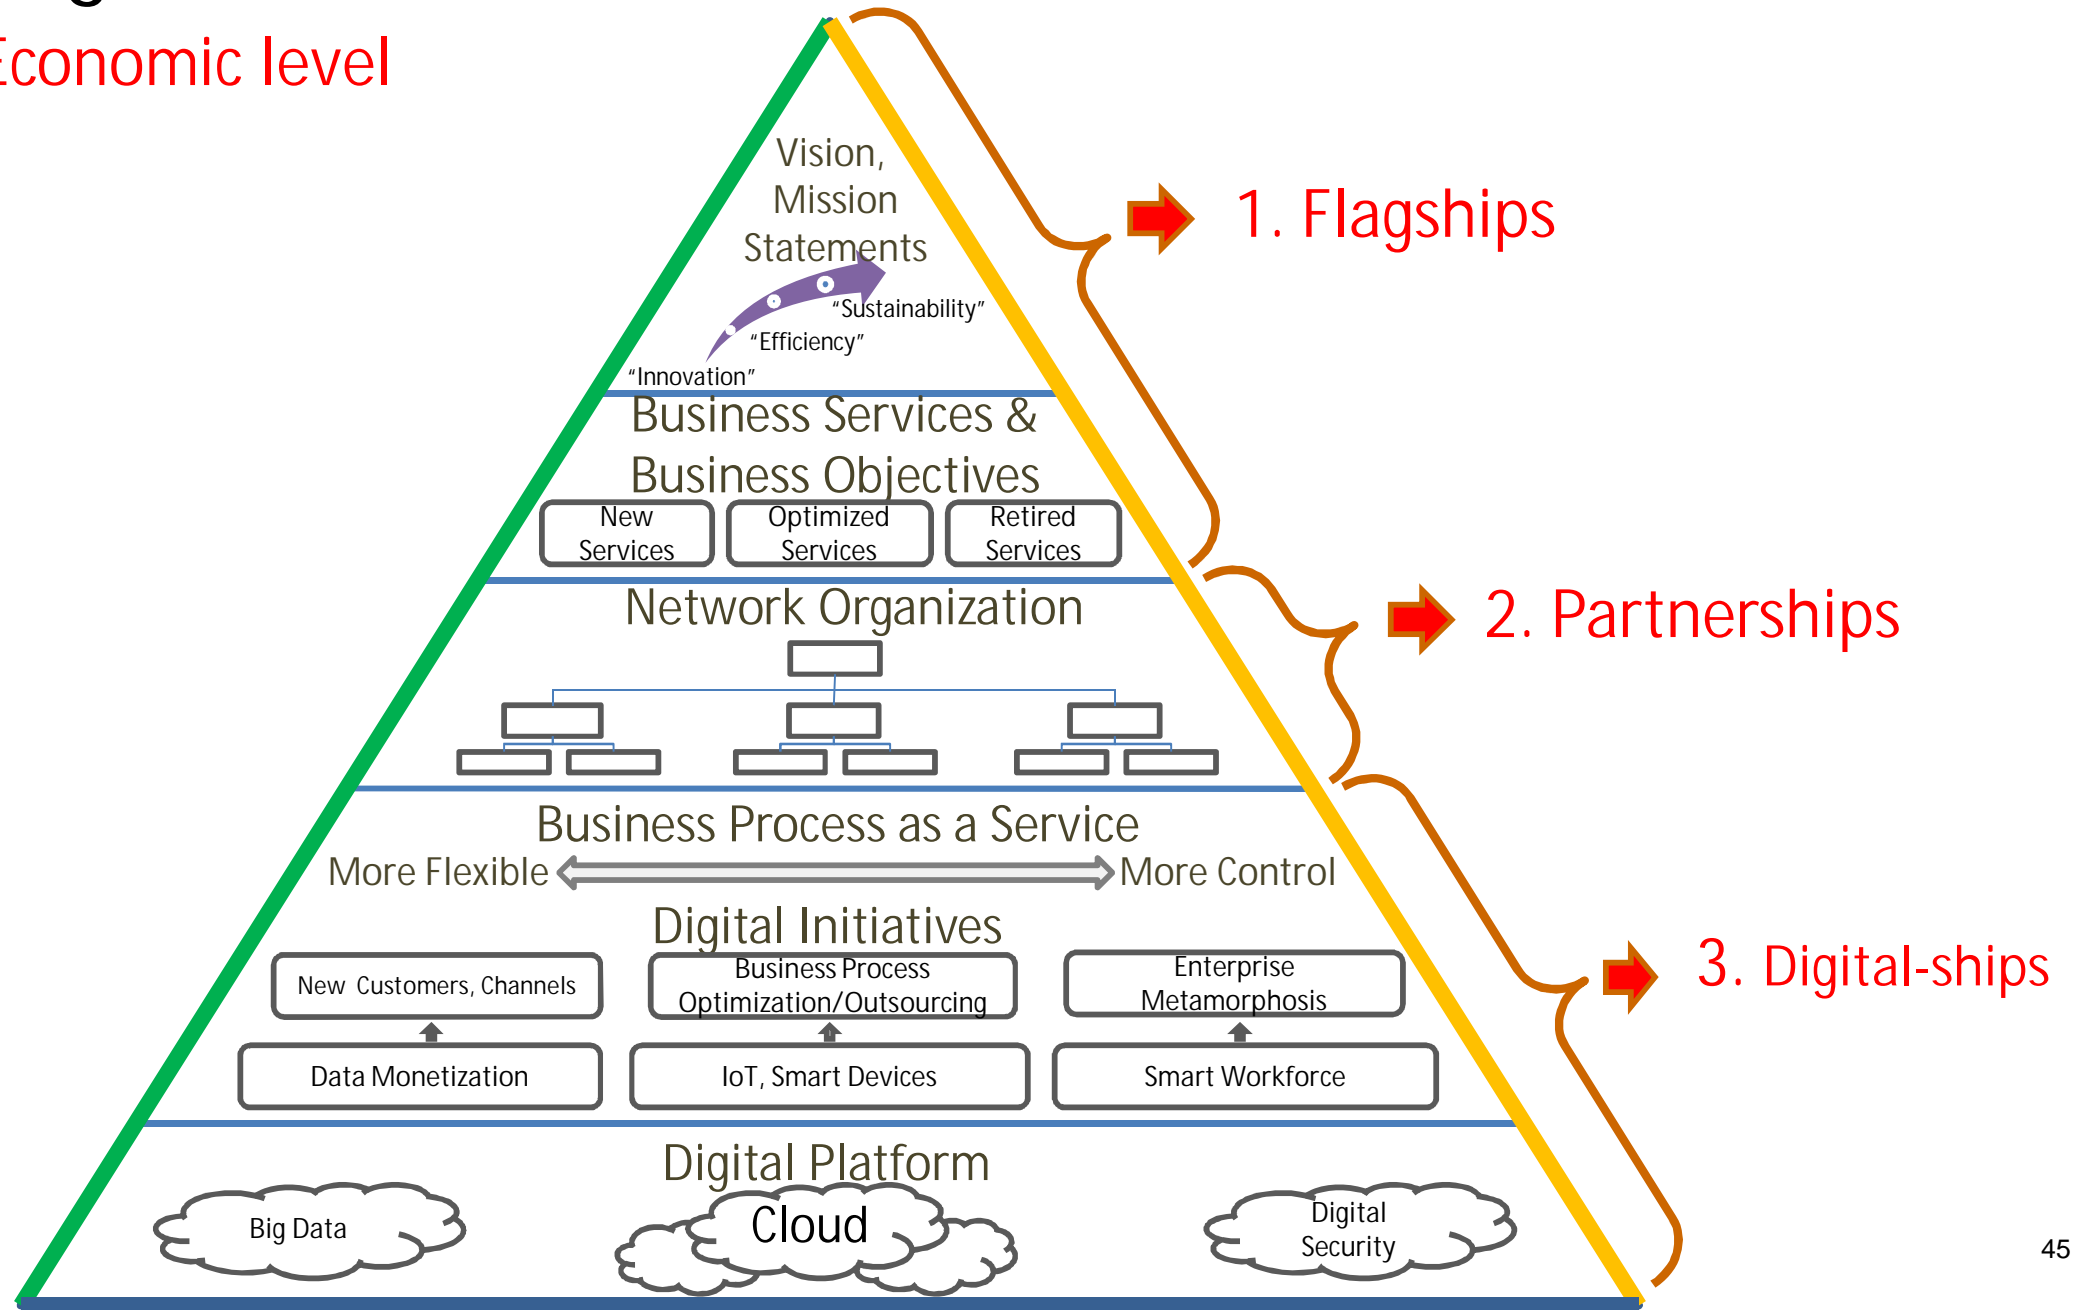 Economic level
Vision,
Mission
Statements
“Sustainability”
“Efficiency”
“Innovation”
1. Flagships
Business Services &
Business Objectives
New
Services
Optimized
Services
Retired
Services
Network Organization
2. Partnerships
Business Process as a Service
More Flexible
More Control
Digital Initiatives
New Customers, Channels
Business Process
Optimization/Outsourcing
Enterprise
Metamorphosis
3. Digital-ships
Data Monetization
IoT, Smart Devices
Smart Workforce
Digital Platform
Big Data
Cloud
Digital
Security
45